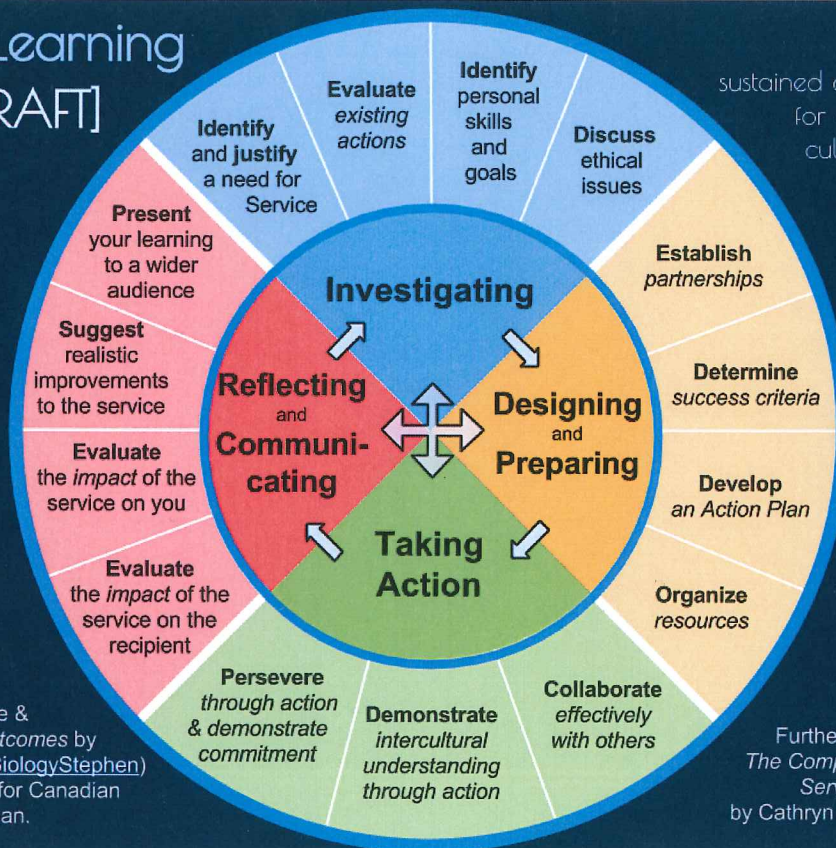 Learning
RAFT]
sustained
for
cul
Identify
and justify
a need for
Service
Evaluate
existing
actions
Identify
personal
skills
and
goals
Discuss
ethical
issues
Establish
partnerships
Determine
success criteria
Develop
an Action Plan
Organize
resources
Collaborate
effectively
with others
Demonstrate
intercultural
understanding
through action
Persevere
through action
& demonstrate
commitment
Evaluate
the impact of the
service on the
recipient
Evaluate
the impact of the
service on you
Suggest
realistic
improvements
to the service
Present
your learning
to a wider
audience
Investigating
Designing
and
Preparing
Taking
Action
Reflecting
and
Communi-
cating
e &
tcomes by
BiologyStephen)
for Canadian
an.
Furthe
The Comp
Serv
by Cathryn